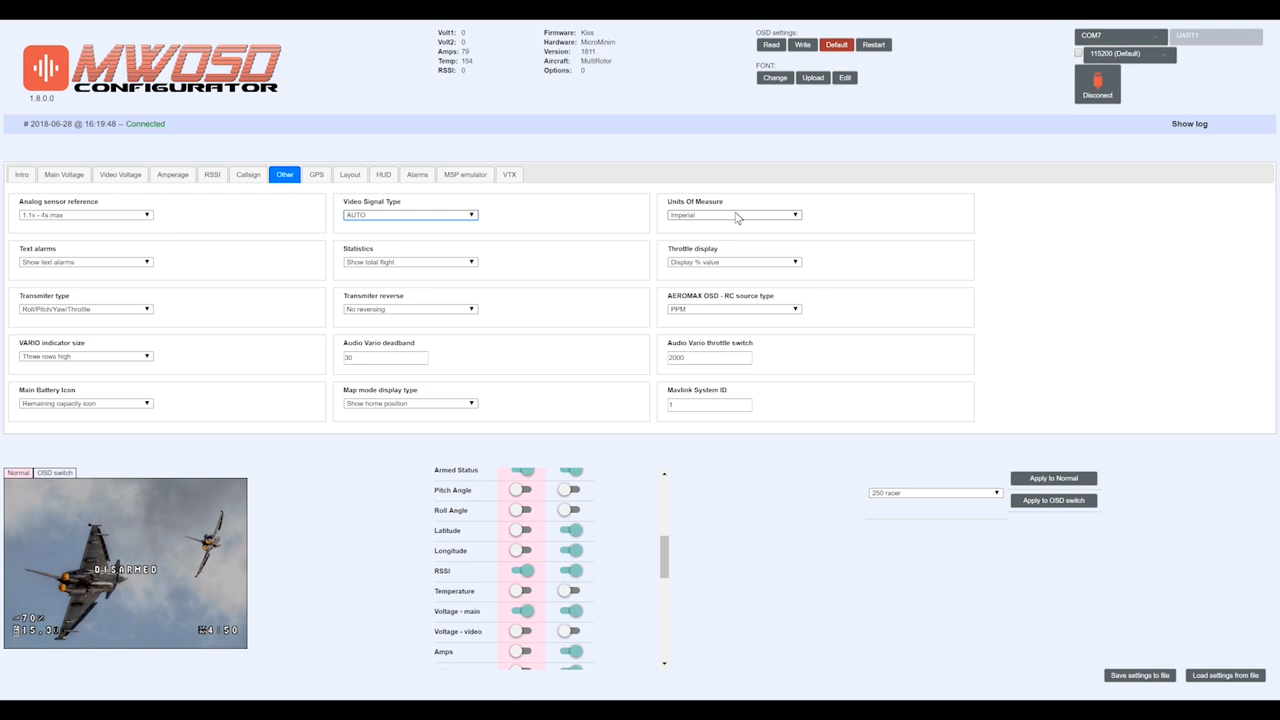 MWOSD
CONFIGURATOR
1.8.0.0
Volt1: 0
Volt2: 0
Amps: 79
Temp: 154
RSSI: 0
Firmware: Kiss
Hardware: MicroMinim
Version: 1811
Aircraft: MultiRotor
Options: 0
OSD settings:
Read Write Default Restart
FONT:
Change Upload Edit
COM7 UART1
115200 (Default)
Disconect
# 2018-06-28 @ 16:19:48 -- Connected Show log
Intro Main Voltage Video Voltage Amperage RSSI Callsign Other GPS Layout HUD Alarms MSP emulator VTX
Analog sensor reference Video Signal Type Units Of Measure
1.1v - 4s max AUTO Imperial
Text alarms Statistics Throttle display
Show text alarms Show total flight Display % value
Transmiter type Transmiter reverse AEROMAX OSD - RC source type
Roll/Pitch/Yaw/Throttle No reversing PPM
VARIO indicator size Audio Vario deadband Audio Vario throttle switch
Three rows high 30 2000
Main Battery Icon Map mode display type Mavlink System ID
Remaining capacity icon Show home position 1
Normal OSD switch
DISARMED
70
15.3V 4:50
Armed Status
Pitch Angle
Roll Angle
Latitude
Longitude
RSSI
Temperature
Voltage - main
Voltage - video
Amps
250 racer
Apply to Normal
Apply to OSD switch
Save settings to file Load settings from file